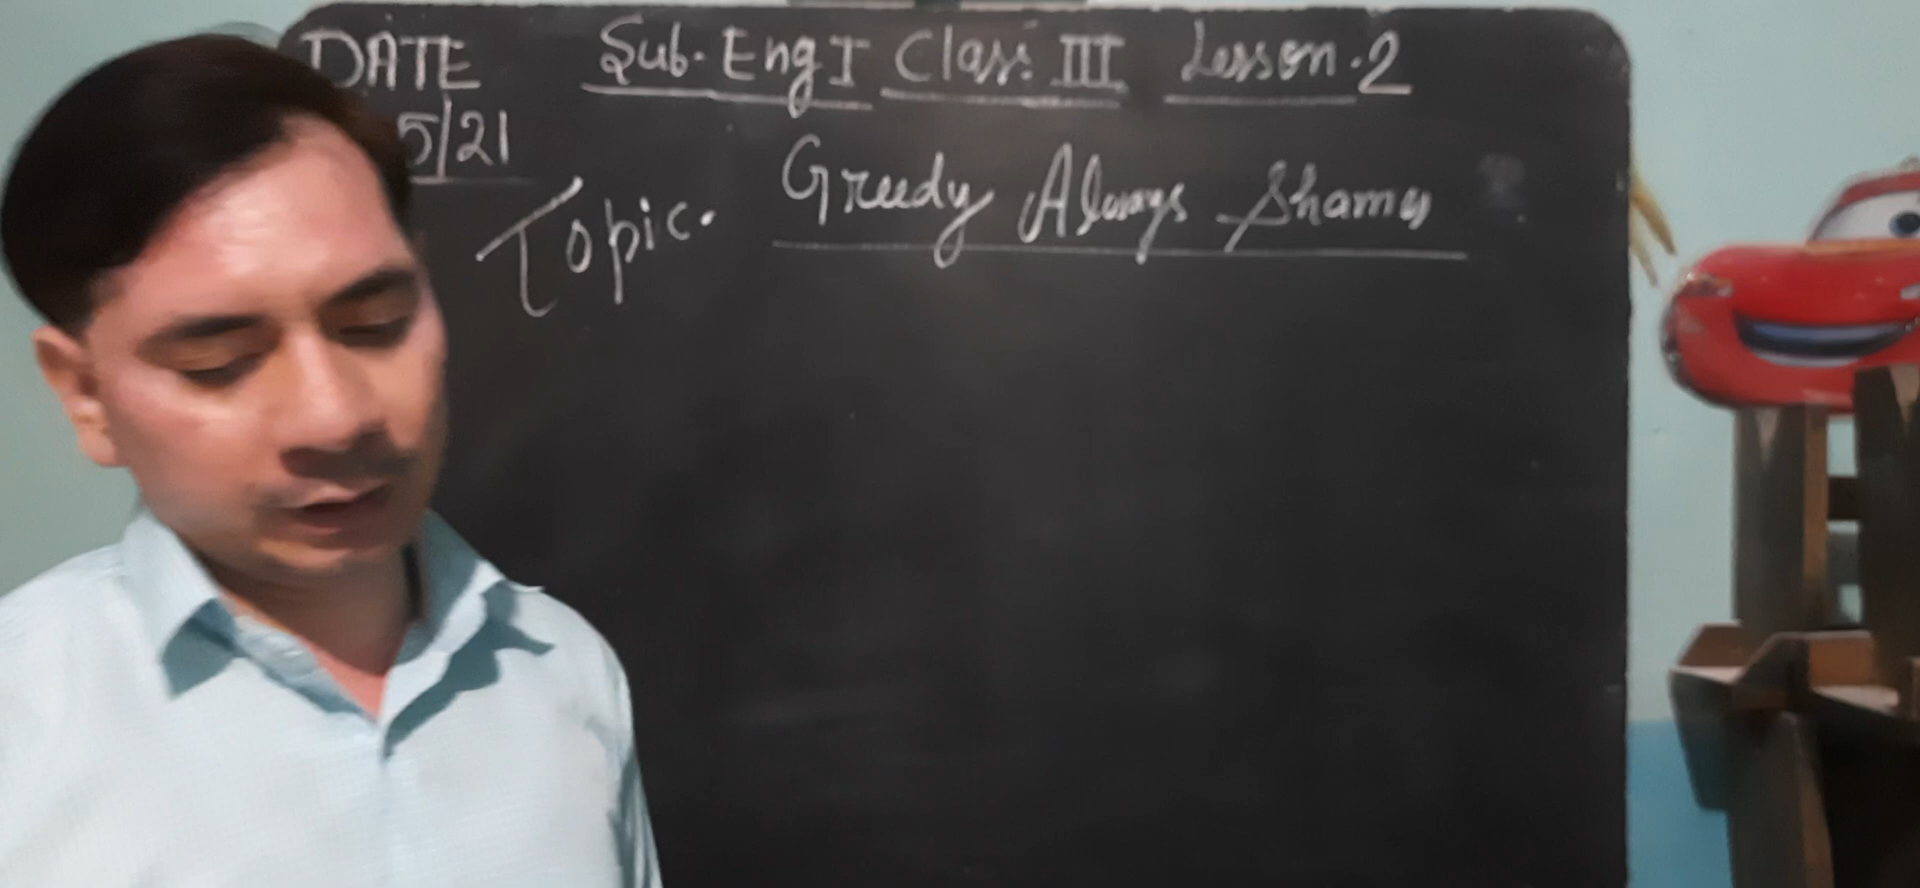 DATE Sub. Eng I Class: III Lesson. 2
5/21
Topic. Greedy Always Shames